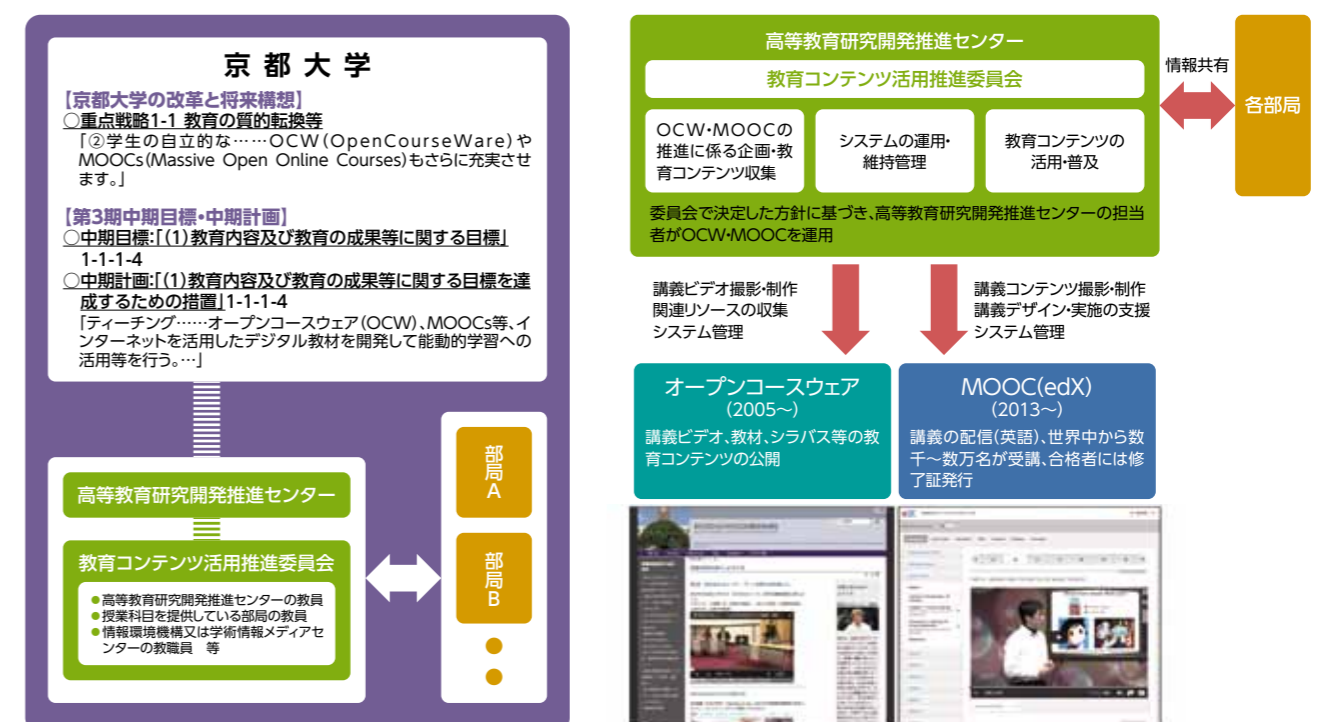 京都大学
【京都大学の改革と将来構想】
○重点戦略1-1 教育の質的転換等
「②学生の自立的な……OCW(OpenCourseWare)や
MOOCs(Massive Open Online Courses)もさらに充実させ
ます。」
【第3期中期目標・中期計画】
○中期目標:「(1)教育内容及び教育の成果等に関する目標」
1-1-1-4
○中期計画:「(1)教育内容及び教育の成果等に関する目標を達
成するための措置」1-1-1-4
「ティーチング……オープンコースウェア(OCW)、MOOCs等、イ
ンターネットを活用したデジタル教材を開発して能動的学習への
活用等を行う。…」
高等教育研究開発推進センター
教育コンテンツ活用推進委員会
●高等教育研究開発推進センターの教員
●授業科目を提供している部局の教員
●情報環境機構又は学術情報メディアセ
ンターの教職員 等
部局A
部局B
高等教育研究開発推進センター
教育コンテンツ活用推進委員会
OCW・MOOCの
推進に係る企画・教
育コンテンツ収集
システムの運用・
維持管理
教育コンテンツの
活用・普及
委員会で決定した方針に基づき、高等教育研究開発推進センターの担当
者がOCW・MOOCを運用
情報共有
各部局
講義ビデオ撮影・制作
関連リソースの収集
システム管理
講義コンテンツ撮影・制作
講義デザイン・実施の支援
システム管理
オープンコースウェア
(2005〜)
講義ビデオ、教材、シラバス等の教
育コンテンツの公開
MOOC(edX)
(2013〜)
講義の配信(英語)、世界中から数
千〜数万名が受講、合格者には修
了証発行